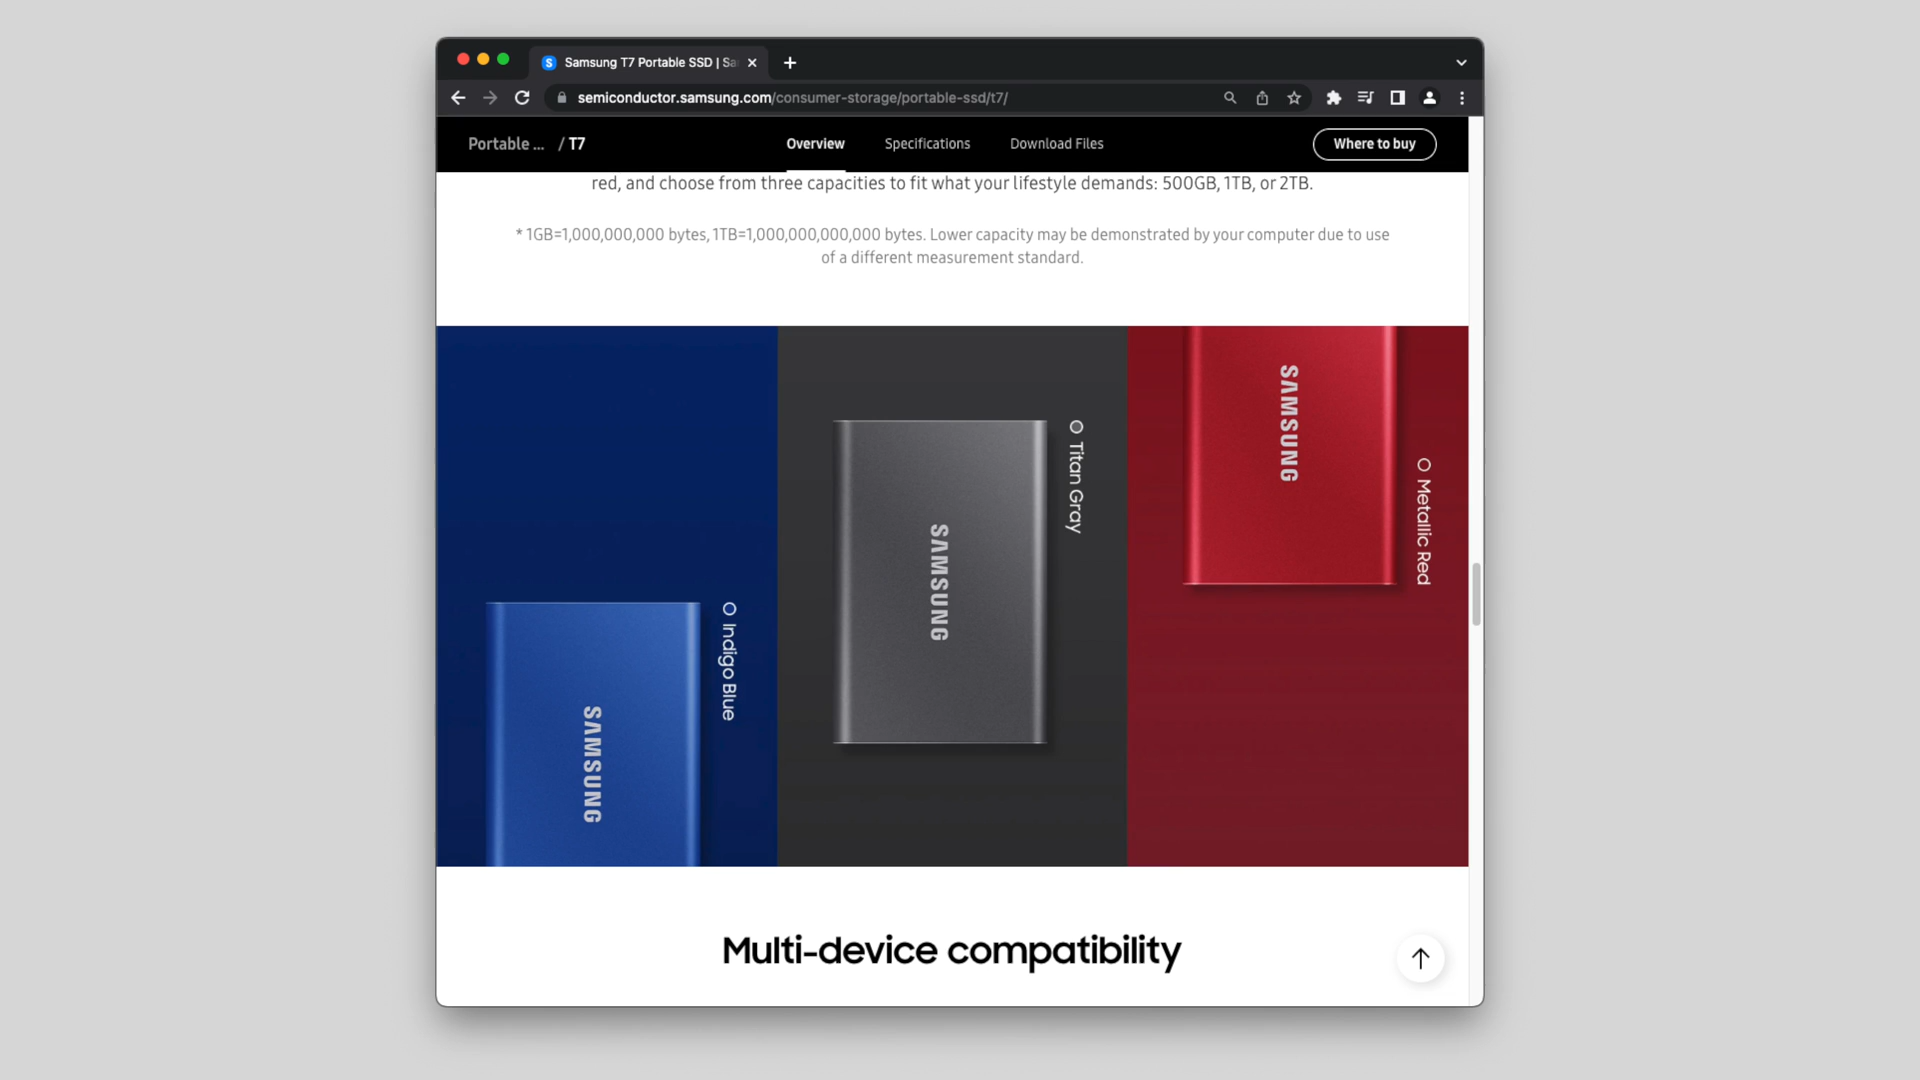 Samsung T7 Portable SSD | Sa
semiconductor.samsung.com/consumer-storage/portable-ssd/t7/
Portable ... / T7
Overview
Specifications
Download Files
Where to buy
red, and choose from three capacities to fit what your lifestyle demands: 500GB, 1TB, or 2TB.
* 1GB=1,000,000,000 bytes, 1TB=1,000,000,000,000 bytes. Lower capacity may be demonstrated by your computer due to use
of a different measurement standard.
SAMSUNG
Indigo Blue
SAMSUNG
Titan Gray
SAMSUNG
Metallic Red
Multi-device compatibility